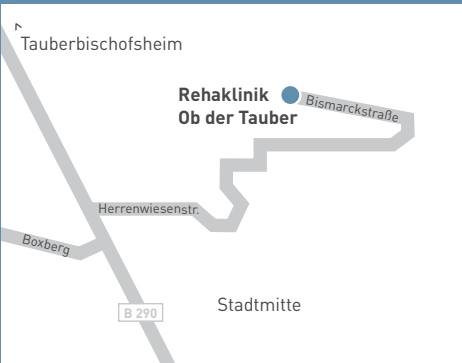 Tauberbischofsheim
Rehaklinik
Ob der Tauber
Bismarckstraße
Herrenwiesenstr.
Boxberg
B 290
Stadtmitte